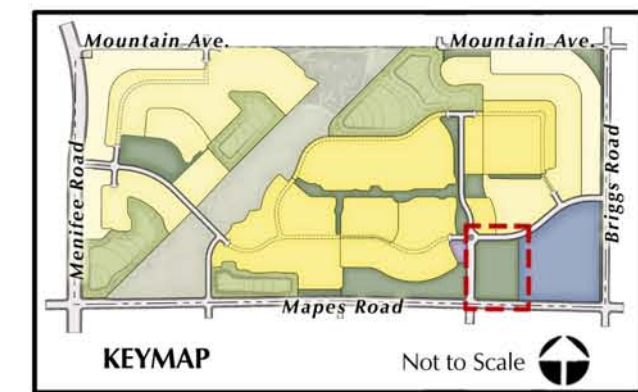 Mountain Ave.
Mountain Ave.
Menifee Road
Briggs Road
Mapes Road
KEYMAP
Not to Scale